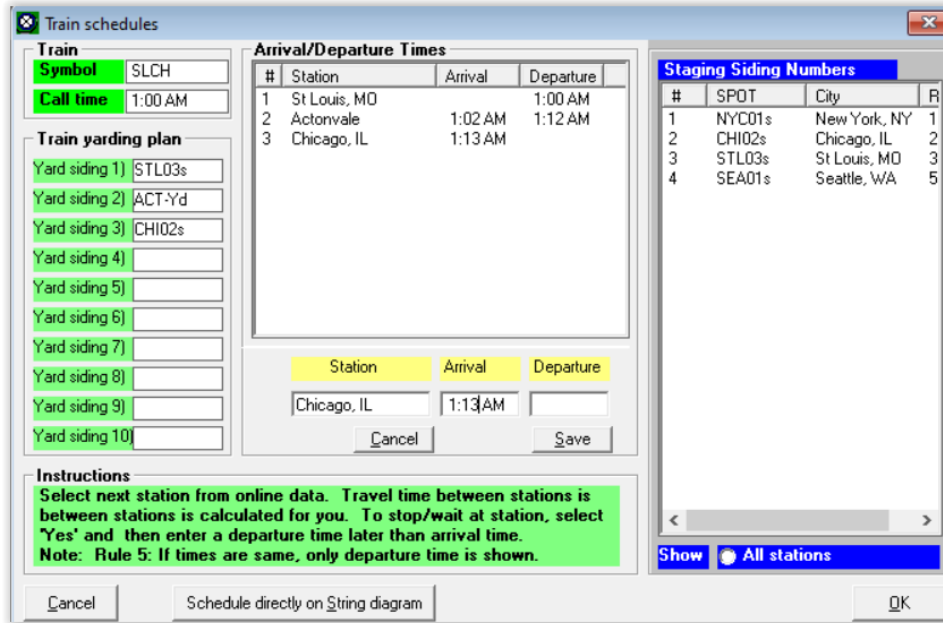 Train schedules
Train
Symbol SLCH
Call time 1:00 AM
Train yarding plan
Yard siding 1) STL03s
Yard siding 2) ACT-Yd
Yard siding 3) CHI02s
Yard siding 4)
Yard siding 5)
Yard siding 6)
Yard siding 7)
Yard siding 8)
Yard siding 9)
Yard siding 10)
Arrival/Departure Times
# Station Arrival Departure
1 St Louis, MO 1:00 AM
2 Actonvale 1:02 AM 1:12 AM
3 Chicago, IL 1:13 AM
Station Arrival Departure
Chicago, IL 1:13 AM
Cancel Save
Staging Siding Numbers
# SPOT City R
1 NYC01s New York, NY 1
2 CHI02s Chicago, IL 2
3 STL03s St Louis, MO 3
4 SEA01s Seattle, WA 5
Show All stations
Instructions
Select next station from online data. Travel time between stations is
between stations is calculated for you. To stop/wait at station, select
'Yes' and then enter a departure time later than arrival time.
Note: Rule 5: If times are same, only departure time is shown.
Cancel Schedule directly on String diagram OK